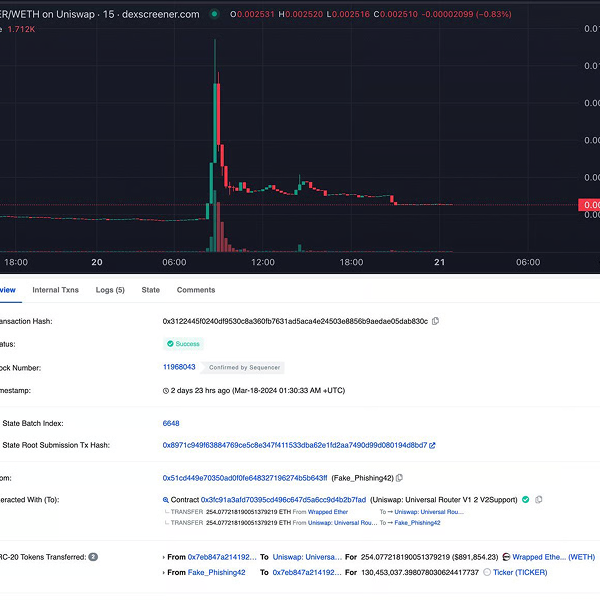 ER/WETH on Uniswap · 15 · dexscreener.com O0.002531 H0.002520 L0.002516 C0.002510 -0.00002099 (-0.83%)
e 1.712K
0.0
0.0
0.00
0.00
0.00
0.00
0.00
18:00 20 06:00 12:00 18:00 21 06:00
view Internal Txns Logs (5) State Comments
ansaction Hash: 0x3122445f0240df9530c8a360fb7631ad5aca4e24503e8856b9aedae05dab830c
atus: Success
ock Number: 11968043 Confirmed by Sequencer
mestamp: 2 days 23 hrs ago (Mar-18-2024 01:30:33 AM +UTC)
State Batch Index: 6648
State Root Submission Tx Hash: 0x8971c949f63884769ce5c8e347f411533dba62e1fd2aa7490d99d080194d8bd7
om: 0x51cd449e70350ad0f0fe648327196274b5b643ff (Fake_Phishing42)
eracted With (To): Contract 0x3fc91a3afd70395cd496c647d5a6cc9d4b2b7fad (Uniswap: Universal Router V1 2 V2Support)
TRANSFER 254.077218190051379219 ETH From Wrapped Ether To → Uniswap: Universal Rou...
TRANSFER 254.077218190051379219 ETH From Uniswap: Universal Rou... To → Fake_Phishing42
RC-20 Tokens Transferred: 2 From 0x7eb847a214192... To Uniswap: Universa... For 254.077218190051379219 ($891,854.23) Wrapped Ethe... (WETH)
From Fake_Phishing42 To 0x7eb847a214192... For 130,453,037.398078030624417737 Ticker (TICKER)